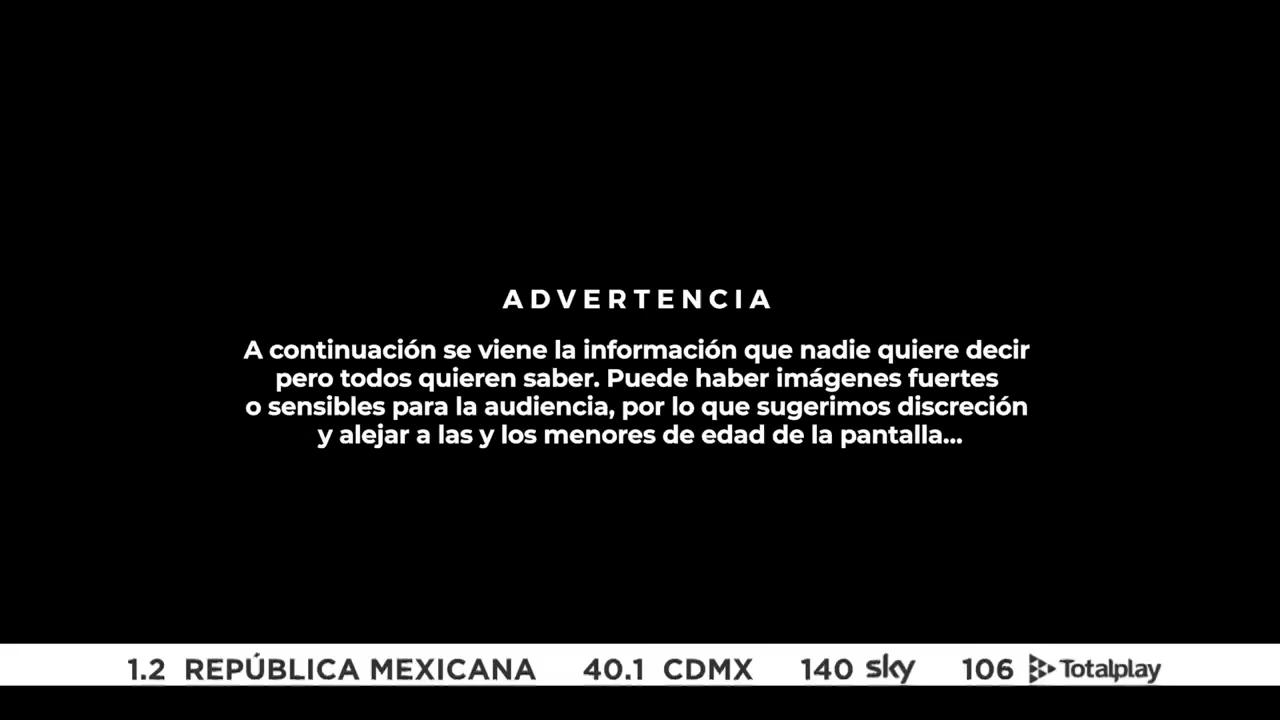 ADVERTENCIA
A continuación se viene la información que nadie quiere decir
pero todos quieren saber. Puede haber imágenes fuertes
o sensibles para la audiencia, por lo que sugerimos discreción
y alejar a las y los menores de edad de la pantalla...
1.2 REPÚBLICA MEXICANA 40.1 CDMX 140 sky 106 Totalplay